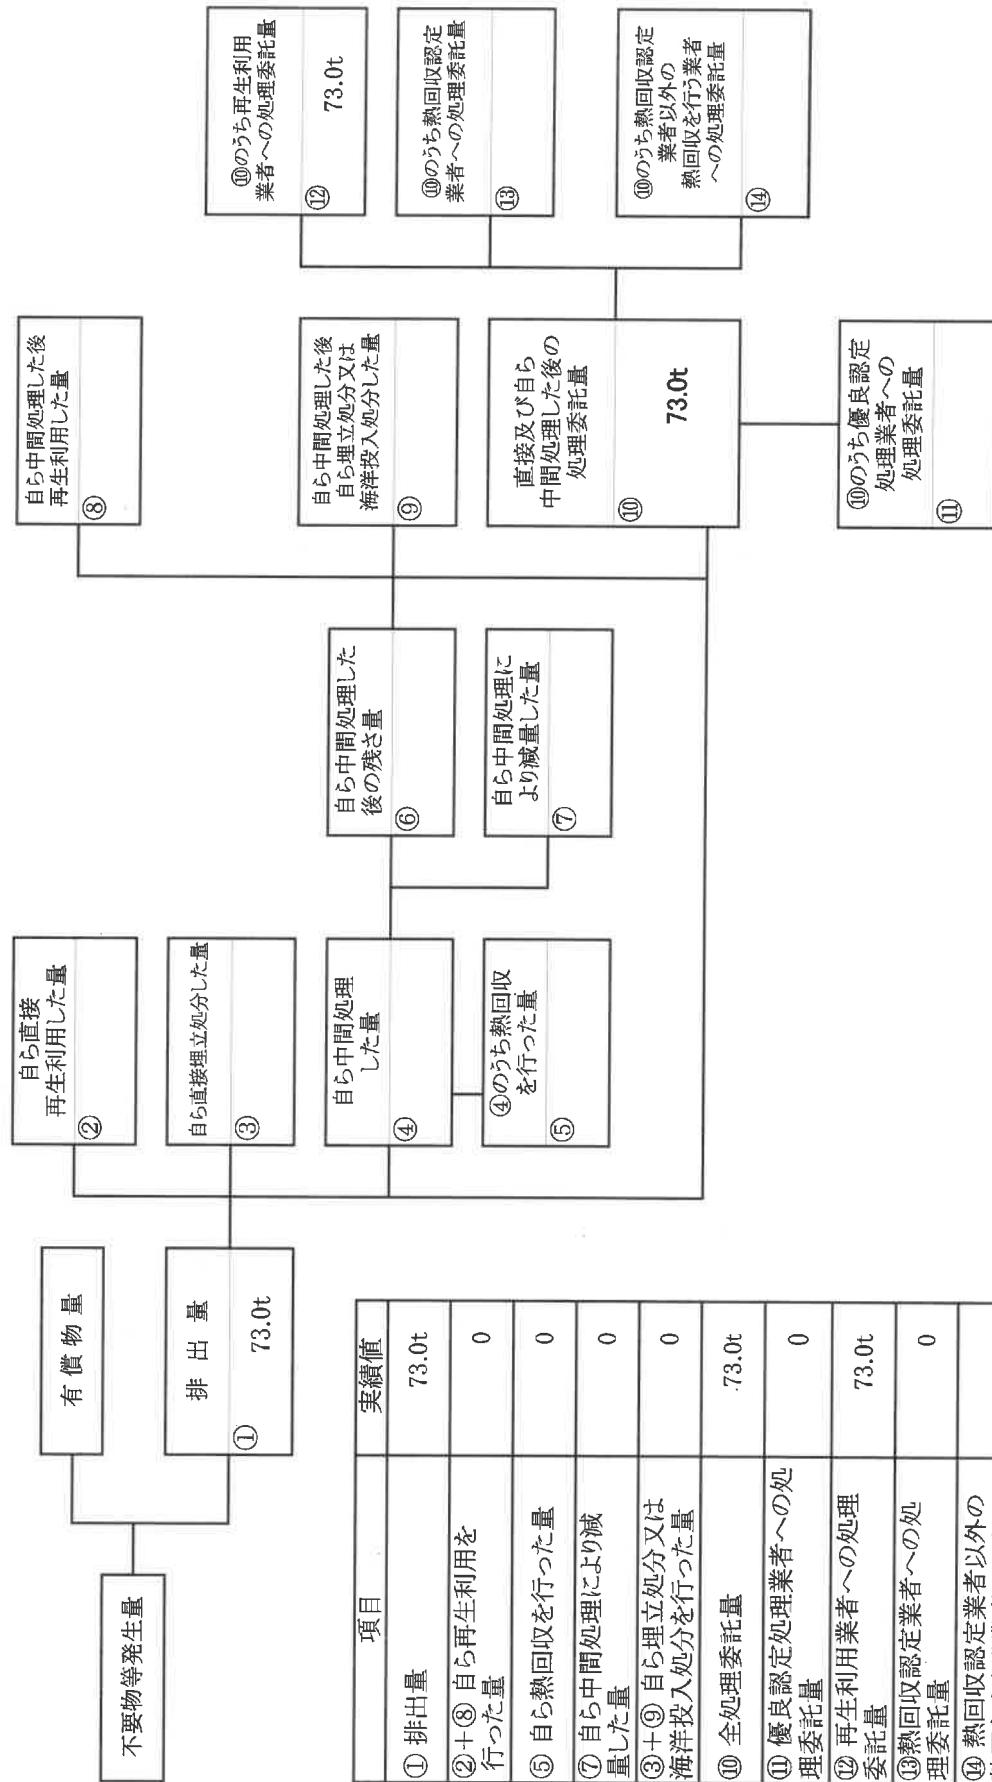 不要物等発生量
有償物量
排出量
① 73.0t
自ら直接
再生利用した量
②
自ら直接埋立処分した量
③
自ら中間処理
した量
④
④のうち熱回収
を行った量
⑤
自ら中間処理した
後の残さ量
⑥
自ら中間処理に
より減量した量
⑦
自ら中間処理した後
再生利用した量
⑧
自ら中間処理した後
自ら埋立処分又は
海洋投入処分した量
⑨
直接及び自ら
中間処理した後の
処理委託量
⑩ 73.0t
⑩のうち優良認定
処理業者への
処理委託量
⑪
⑩のうち再生利用
業者への処理委託量
⑫ 73.0t
⑩のうち熱回収認定
業者への処理委託量
⑬
⑩のうち熱回収認定
業者以外の
熱回収を行う業者
への処理委託量
⑭
項目 実績値
① 排出量 73.0t
②+⑧ 自ら再生利用を
行った量 0
⑤ 自ら熱回収を行った量 0
⑦ 自ら中間処理により減
量した量 0
③+⑨ 自ら埋立処分又は
海洋投入処分を行った量 0
⑩ 全処理委託量 73.0t
⑪ 優良認定処理業者への処
理委託量 0
⑫ 再生利用業者への処理
委託量 73.0t
⑬熱回収認定業者への処
理委託量 0
⑭ 熱回収認定業者以外の